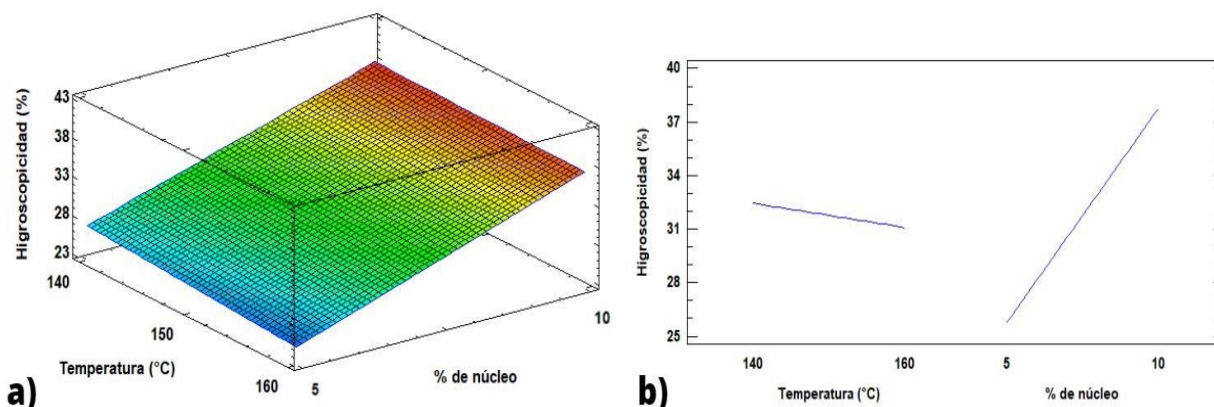 Higroscopicidad (%)
43
38
33
28
23
140
150
160
Temperatura (°C)
5
10
% de núcleo
a)
Higroscopicidad (%)
40
37
34
31
28
25
140
160
5
10
Temperatura (°C)
% de núcleo
b)